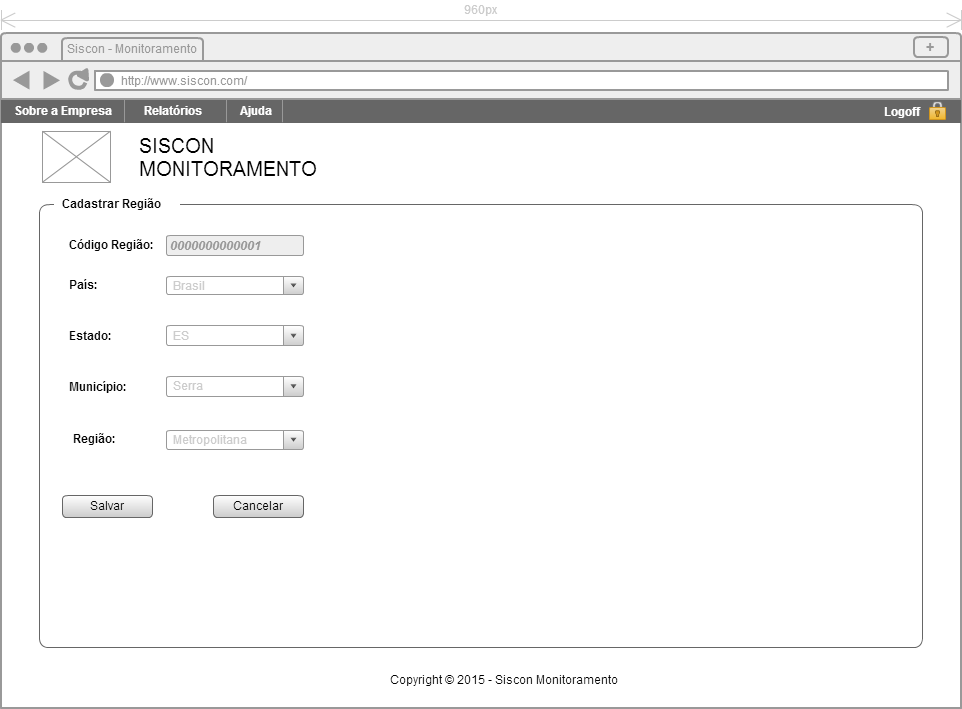 960px
Siscon - Monitoramento
+
http://www.siscon.com/
Sobre a Empresa Relatórios Ajuda Logoff
SISCON
MONITORAMENTO
Cadastrar Região
Código Região: 0000000000001
País: Brasil
Estado: ES
Município: Serra
Região: Metropolitana
Salvar Cancelar
Copyright © 2015 - Siscon Monitoramento